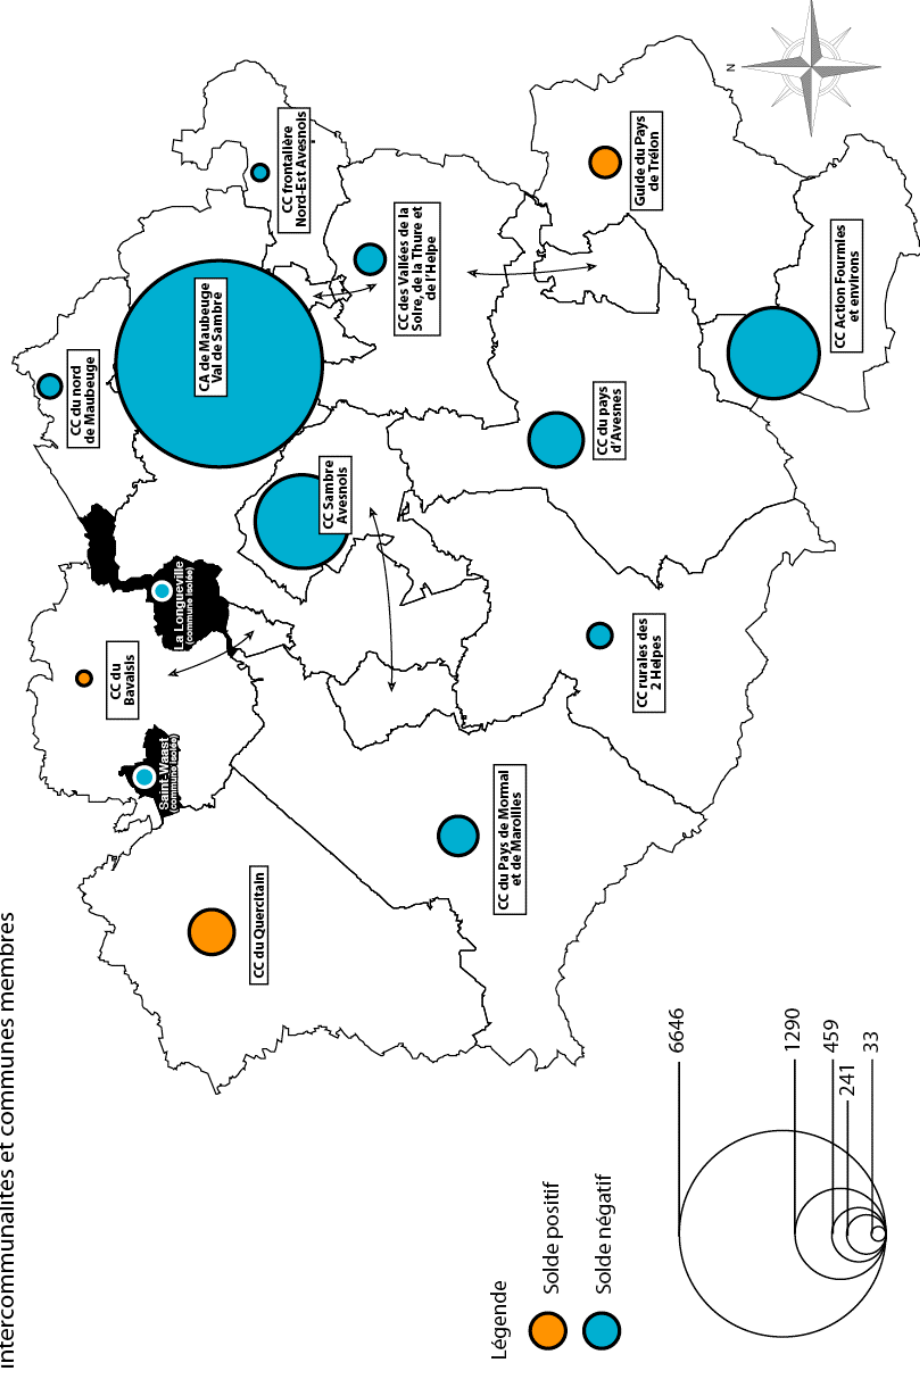 intercommunalités et communes membres
CC du nord
de Maubeuge
CC frontalière
Nord-Est Avesnois
CA de Maubeuge
Val de Sambre
CC du
Bavaisis
La Longueville
(commune isolée)
Saint-Waast
(commune isolée)
CC du Quercitain
CC Sambre
Avesnois
CC des Vallées de la
Solre, de la Thure et
de l'Helpe
CC du Pays de Mormal
et de Maroilles
CC rurales des
2 Helpes
CC du pays
d'Avesnes
Guide du Pays
de Trélon
CC Action Fourmies
et environs
N
Légende
Solde positif
Solde négatif
6646
1290
459
241
33